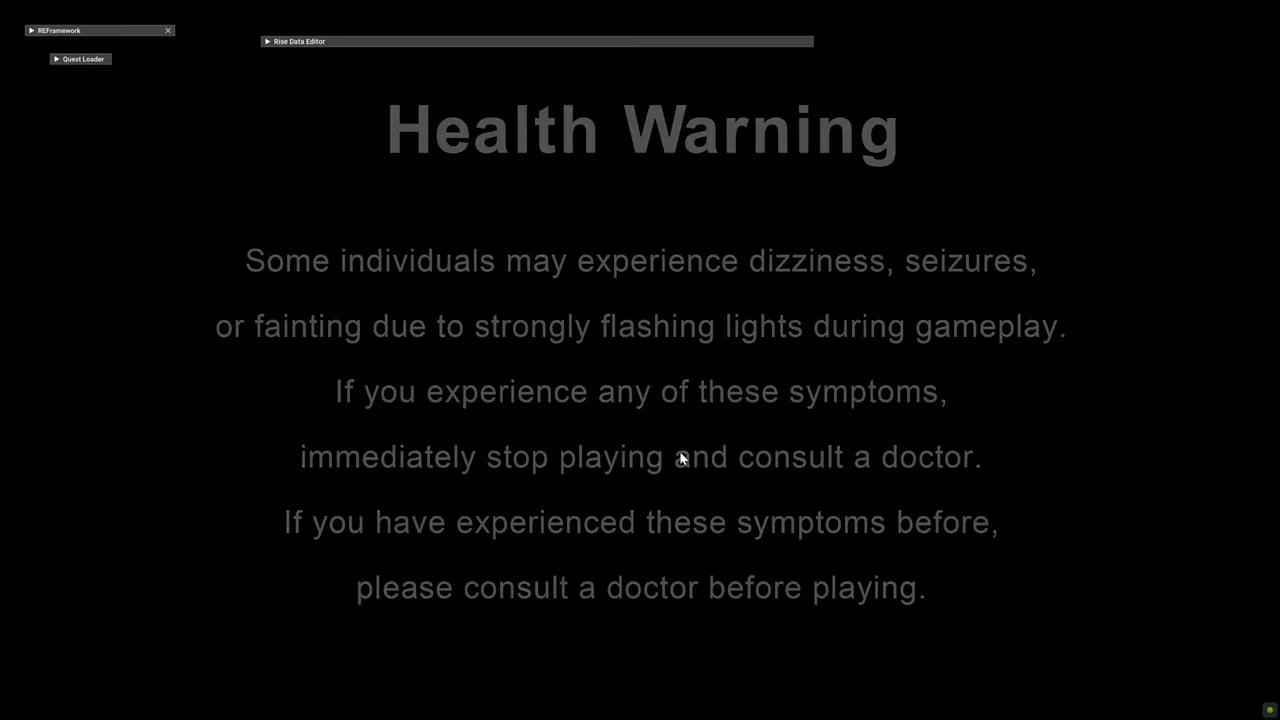 REFramework
Rise Data Editor
Quest Loader
Health Warning
Some individuals may experience dizziness, seizures,
or fainting due to strongly flashing lights during gameplay.
If you experience any of these symptoms,
immediately stop playing and consult a doctor.
If you have experienced these symptoms before,
please consult a doctor before playing.